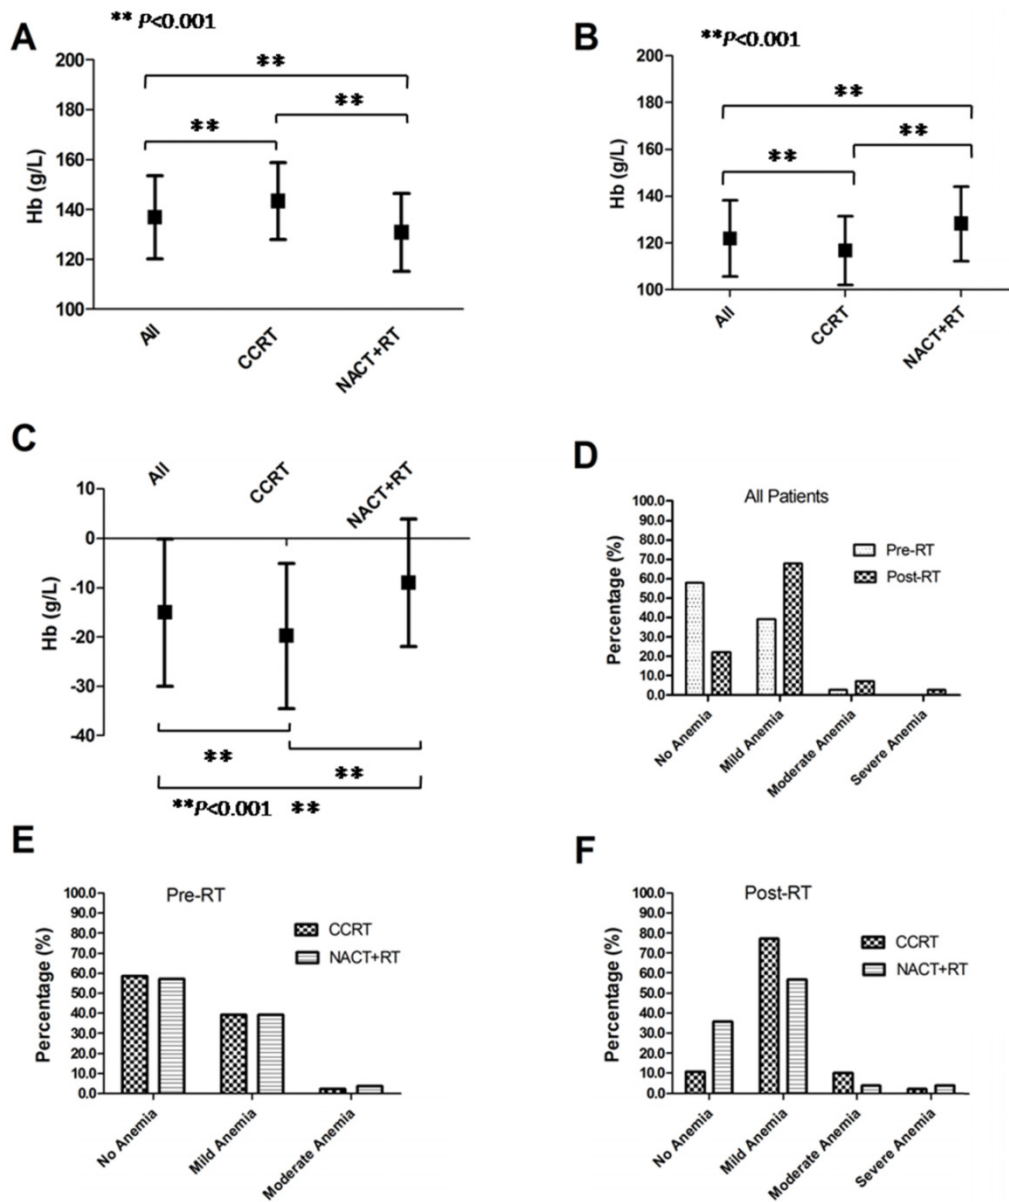 A
** P<0.001
200
180
160
140
120
100
Hb (g/L)
**
**
**
All
CCRT
NACT+RT
B
**P<0.001
200
180
160
140
120
100
Hb (g/L)
**
**
**
All
CCRT
NACT+RT
C
All
CCRT
NACT+RT
10
0
-10
-20
-30
-40
Hb (g/L)
**
**
**P<0.001 **
D
All Patients
100.0
90.0
80.0
70.0
60.0
50.0
40.0
30.0
20.0
10.0
0.0
Percentage (%)
Pre-RT
Post-RT
No Anemia
Mild Anemia
Moderate Anemia
Severe Anemia
E
Pre-RT
100.0
90.0
80.0
70.0
60.0
50.0
40.0
30.0
20.0
10.0
0.0
Percentage (%)
CCRT
NACT+RT
No Anemia
Mild Anemia
Moderate Anemia
F
Post-RT
100.0
90.0
80.0
70.0
60.0
50.0
40.0
30.0
20.0
10.0
0.0
Percentage (%)
CCRT
NACT+RT
No Anemia
Mild Anemia
Moderate Anemia
Severe Anemia